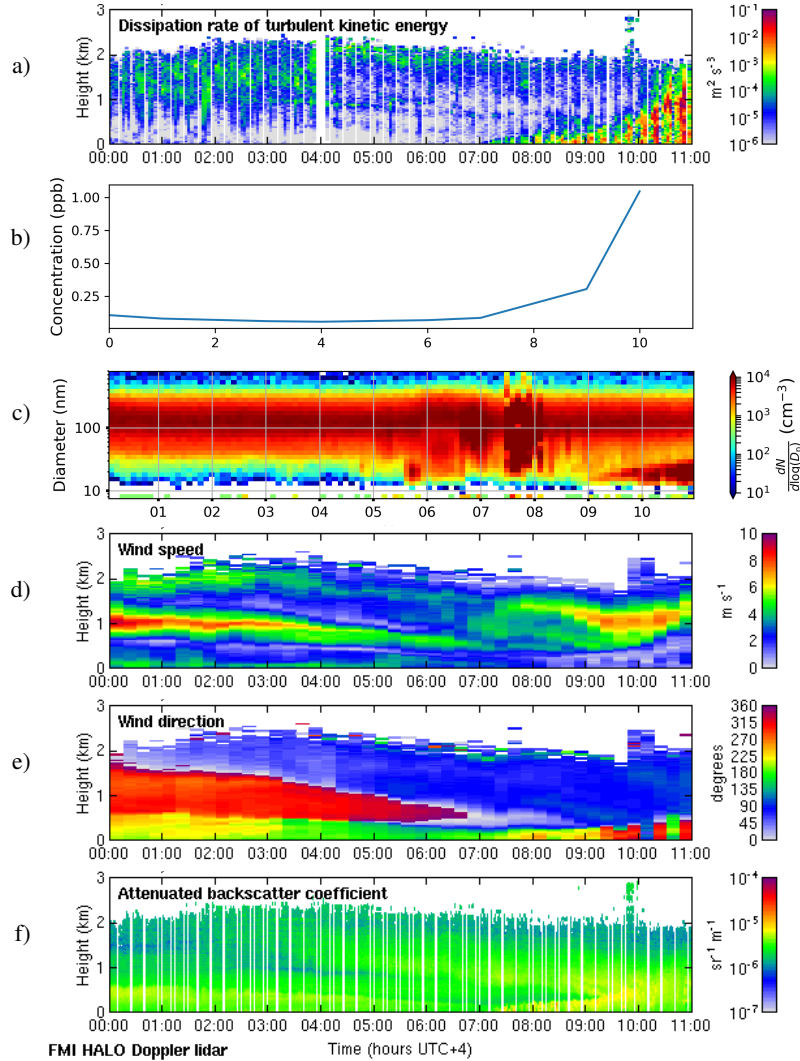 a)
Dissipation rate of turbulent kinetic energy
Height (km)
3
2
1
0
00:00 01:00 02:00 03:00 04:00 05:00 06:00 07:00 08:00 09:00 10:00 11:00
10⁻¹
10⁻²
10⁻³
10⁻⁴
10⁻⁵
10⁻⁶
m² s⁻³
b)
Concentration (ppb)
1.00
0.75
0.50
0.25
0 2 4 6 8 10
c)
Diameter (nm)
100
10
01 02 03 04 05 06 07 08 09 10
10⁴
10³
10²
10¹
dN/dlog(Dₚ) (cm⁻³)
d)
Wind speed
Height (km)
3
2
1
0
00:00 01:00 02:00 03:00 04:00 05:00 06:00 07:00 08:00 09:00 10:00 11:00
10
8
6
4
2
0
m s⁻¹
e)
Wind direction
Height (km)
3
2
1
0
00:00 01:00 02:00 03:00 04:00 05:00 06:00 07:00 08:00 09:00 10:00 11:00
360
315
270
225
180
135
90
45
0
degrees
f)
Attenuated backscatter coefficient
Height (km)
3
2
1
0
00:00 01:00 02:00 03:00 04:00 05:00 06:00 07:00 08:00 09:00 10:00 11:00
10⁻⁴
10⁻⁵
10⁻⁶
10⁻⁷
sr⁻¹ m⁻¹
FMI HALO Doppler lidar
Time (hours UTC+4)